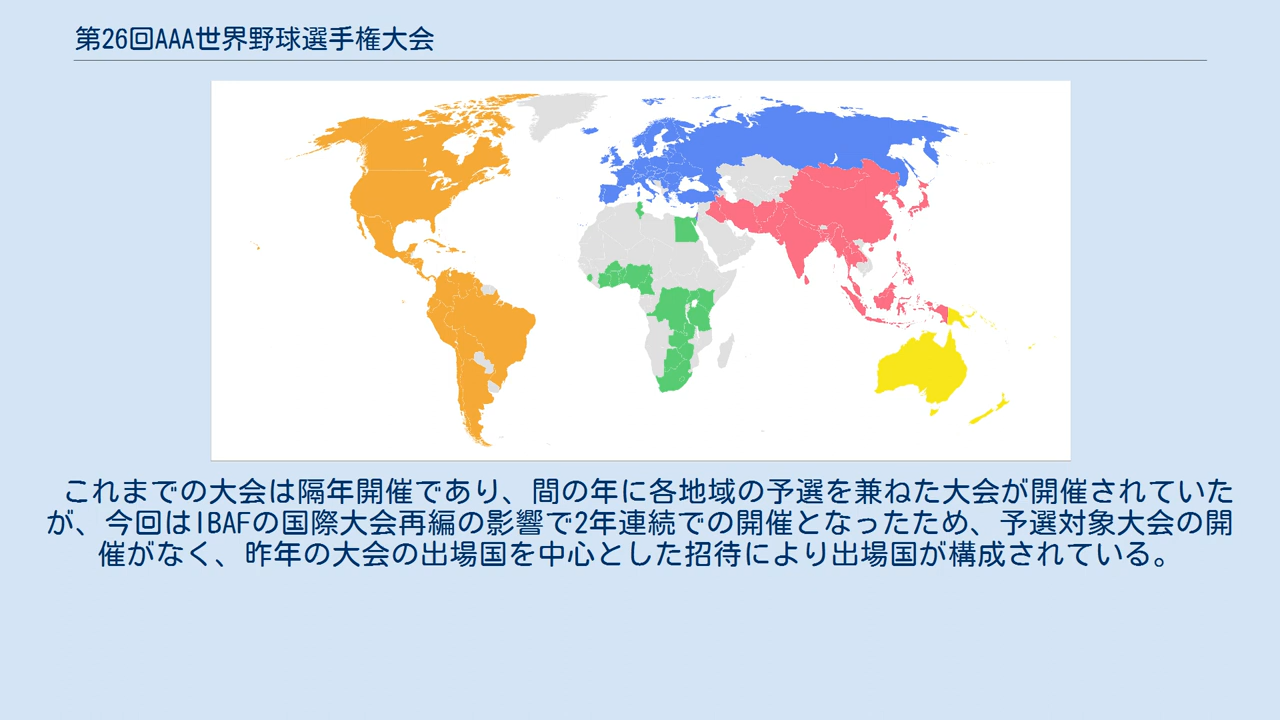 第26回AAA世界野球選手権大会
これまでの大会は隔年開催であり、間の年に各地域の予選を兼ねた大会が開催されていた
が、今回はIBAFの国際大会再編の影響で2年連続での開催となったため、予選対象大会の開
催がなく、昨年の大会の出場国を中心とした招待により出場国が構成されている。